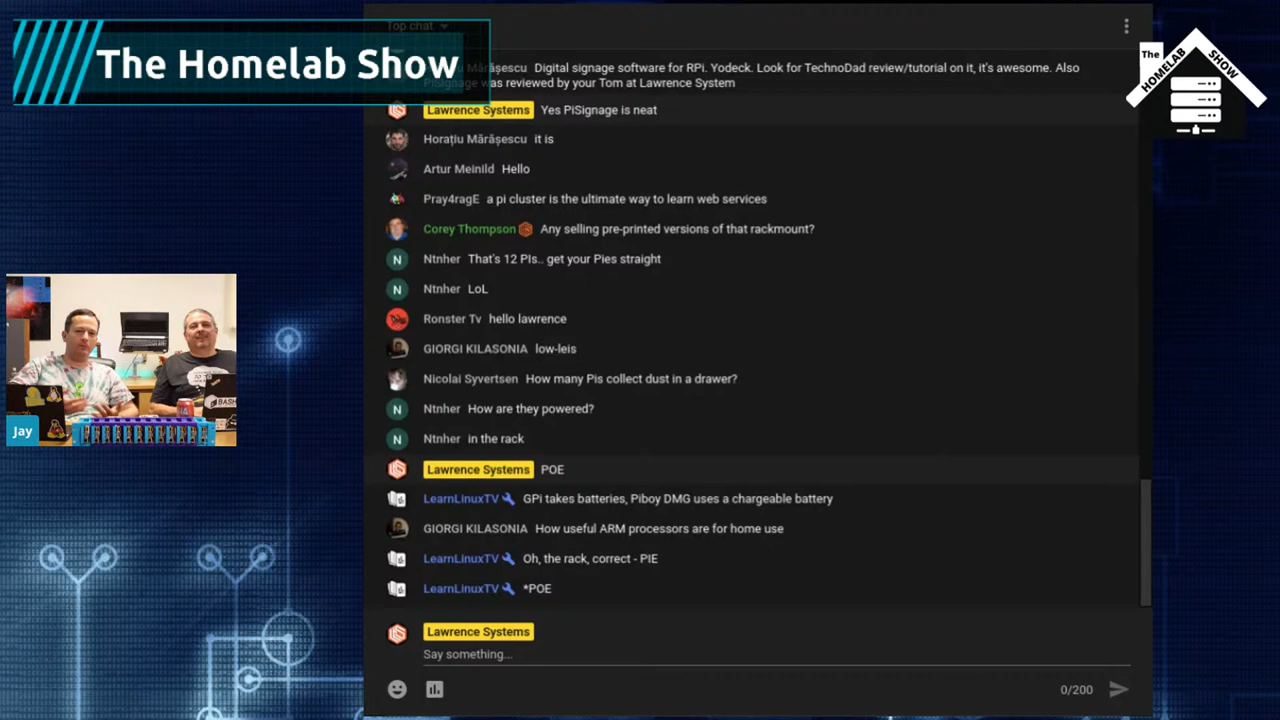 The Homelab Show
Top chat
The
HOMELAB
SHOW
Mărășescu Digital signage software for RPi. Yodeck. Look for TechnoDad review/tutorial on it, it's awesome. Also
PiSignage was reviewed by your Tom at Lawrence System
Lawrence Systems Yes PiSignage is neat
Horațiu Mărășescu it is
Artur Meinild Hello
Pray4ragE a pi cluster is the ultimate way to learn web services
Corey Thompson Any selling pre-printed versions of that rackmount?
N Ntnher That's 12 PIs.. get your Pies straight
N Ntnher LoL
Ronster Tv hello lawrence
GIORGI KILASONIA low-leis
Nicolai Syvertsen How many Pis collect dust in a drawer?
N Ntnher How are they powered?
N Ntnher in the rack
Lawrence Systems POE
LearnLinuxTV GPi takes batteries, Piboy DMG uses a chargeable battery
GIORGI KILASONIA How useful ARM processors are for home use
LearnLinuxTV Oh, the rack, correct - PIE
LearnLinuxTV *POE
Lawrence Systems
Say something...
0/200
BASH
Jay